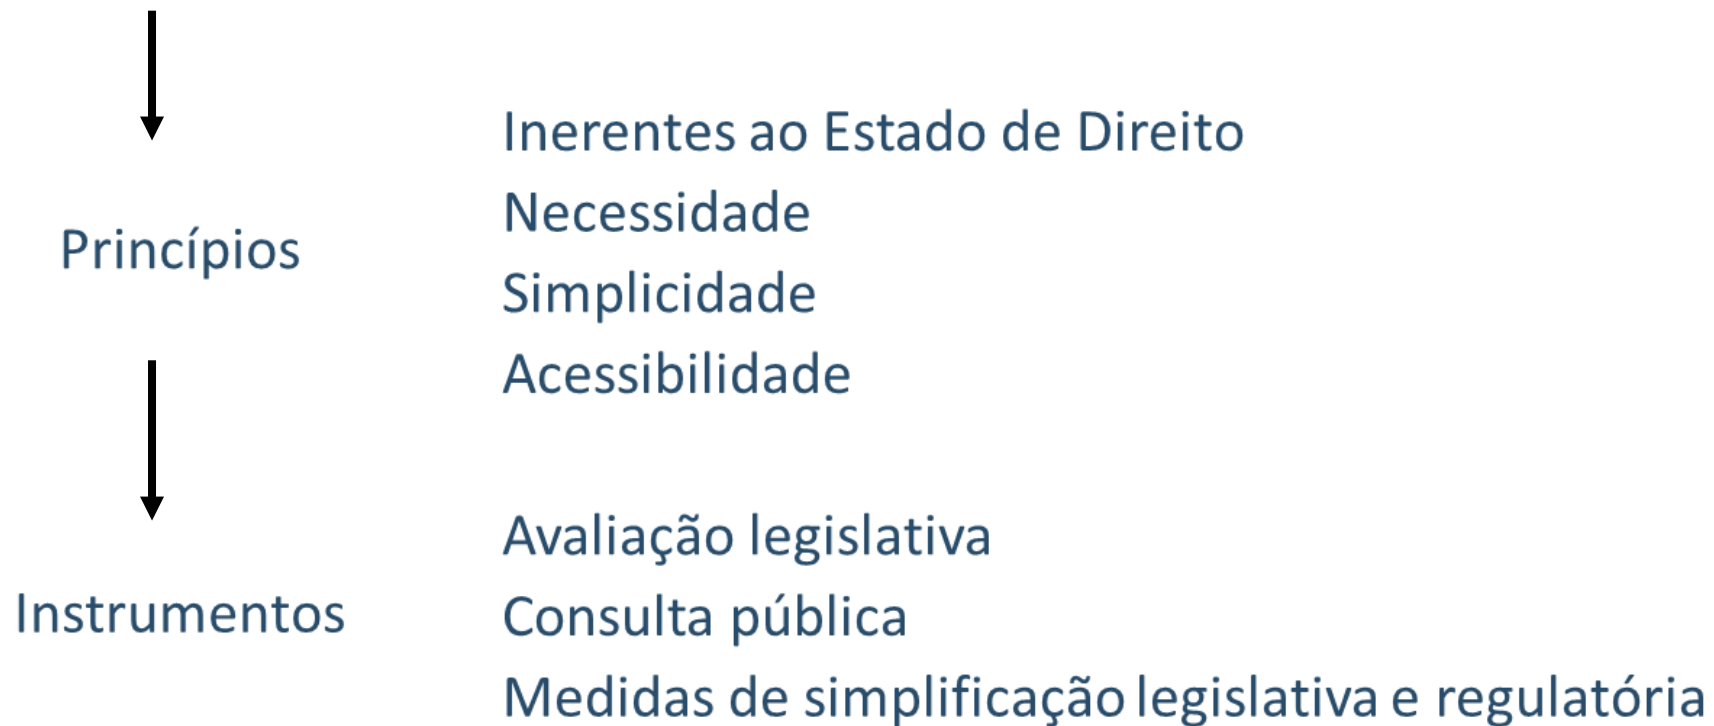 Inerentes ao Estado de Direito
Necessidade
Princípios
Simplicidade
Acessibilidade
Avaliação legislativa
Instrumentos
Consulta pública
Medidas de simplificação legislativa e regulatória